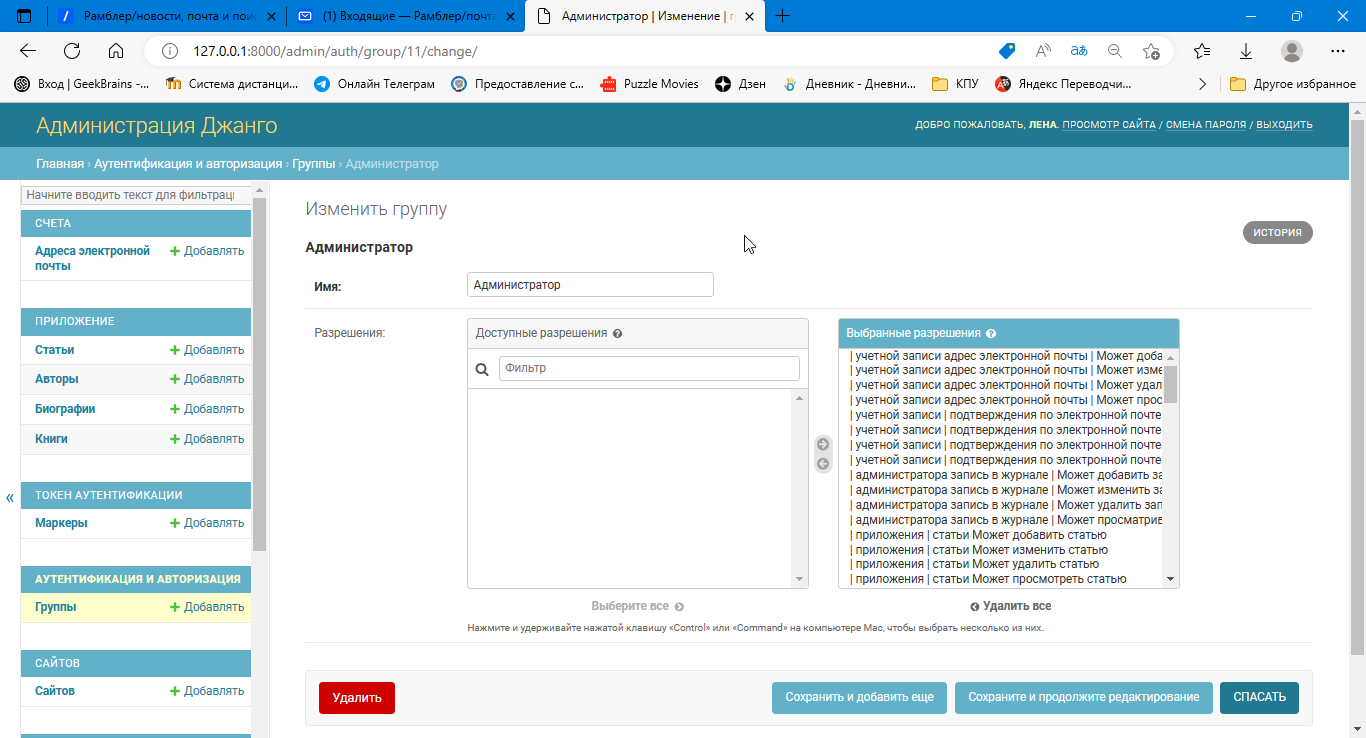 Рамблер/новости, почта и поис
(1) Входящие — Рамблер/почта
Администратор | Изменение | г
127.0.0.1:8000/admin/auth/group/11/change/
Вход | GeekBrains -...
Система дистанци...
Онлайн Телеграм
Предоставление с...
Puzzle Movies
Дзен
Дневник - Дневни...
КПУ
Яндекс Переводчи...
Другое избранное
Администрация Джанго
ДОБРО ПОЖАЛОВАТЬ, ЛЕНА. ПРОСМОТР САЙТА / СМЕНА ПАРОЛЯ / ВЫХОДИТЬ
Главная › Аутентификация и авторизация › Группы › Администратор
Начните вводить текст для фильтрац
СЧЕТА
Адреса электронной
почты
+ Добавлять
ПРИЛОЖЕНИЕ
Статьи + Добавлять
Авторы + Добавлять
Биографии + Добавлять
Книги + Добавлять
«
ТОКЕН АУТЕНТИФИКАЦИИ
Маркеры + Добавлять
АУТЕНТИФИКАЦИЯ И АВТОРИЗАЦИЯ
Группы + Добавлять
САЙТОВ
Сайтов + Добавлять
Изменить группу
ИСТОРИЯ
Администратор
Имя: Администратор
Разрешения:
Доступные разрешения
Фильтр
Выберите все
Выбранные разрешения
| учетной записи адрес электронной почты | Может доба
| учетной записи адрес электронной почты | Может изме
| учетной записи адрес электронной почты | Может удал
| учетной записи адрес электронной почты | Может прос
| учетной записи | подтверждения по электронной почте
| учетной записи | подтверждения по электронной почте
| учетной записи | подтверждения по электронной почте
| учетной записи | подтверждения по электронной почте
| администратора запись в журнале | Может добавить за
| администратора запись в журнале | Может изменить за
| администратора запись в журнале | Может удалить зап
| администратора запись в журнале | Может просматрив
| приложения | статьи Может добавить статью
| приложения | статьи Может изменить статью
| приложения | статьи Может удалить статью
| приложения | статьи Может просмотреть статью
Удалить все
Нажмите и удерживайте нажатой клавишу «Control» или «Command» на компьютере Mac, чтобы выбрать несколько из них.
Удалить
Сохранить и добавить еще
Сохраните и продолжите редактирование
СПАСАТЬ